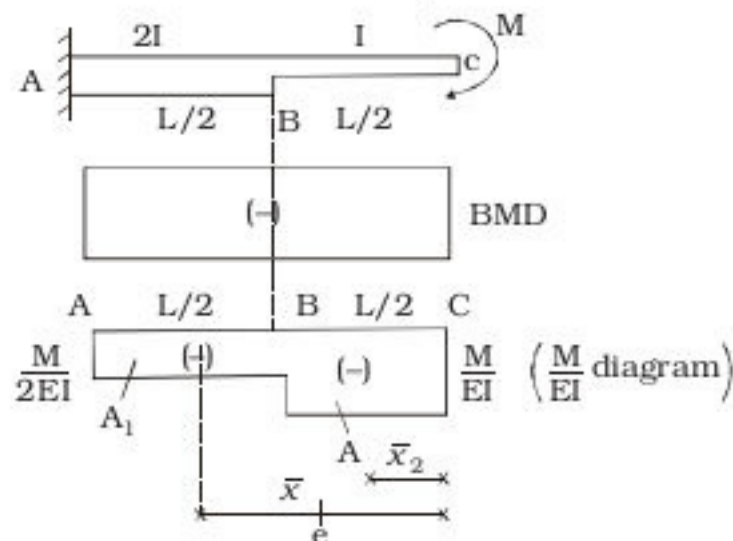 2I I M
A c
L/2 B L/2
(–) BMD
A L/2 B L/2 C
M/2EI (–) (–) M/EI (M/EI diagram)
A₁ A x̄₂
x̄
e